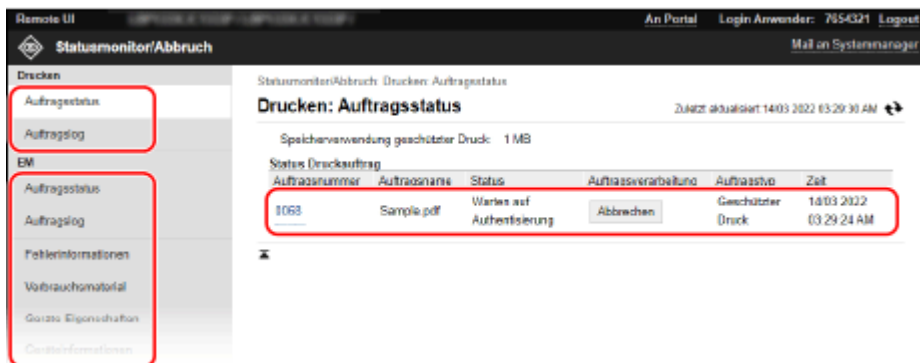 Remote UI
An Portal Login Anwender: 7654321 Logout
Statusmonitor/Abbruch
Mail an Systemmanager
Drucken
Auftragsstatus
Auftragslog
EM
Auftragsstatus
Auftragslog
Fehlerinformationen
Verbrauchsmaterial
Geräte Eigenschaften
Geräteinformationen
Statusmonitor/Abbruch: Drucken: Auftragsstatus
Drucken: Auftragsstatus
Zuletzt aktualisiert 14/03 2022 03:29:30 AM
Speicherverwendung geschützter Druck: 1 MB
Status Druckauftrag
Auftragsnummer Auftragsname Status Auftragsverarbeitung Auftragstyp Zeit
0068 Sample.pdf Warten auf Authentisierung Abbrechen Geschützter Druck 14/03 2022 03:29:24 AM